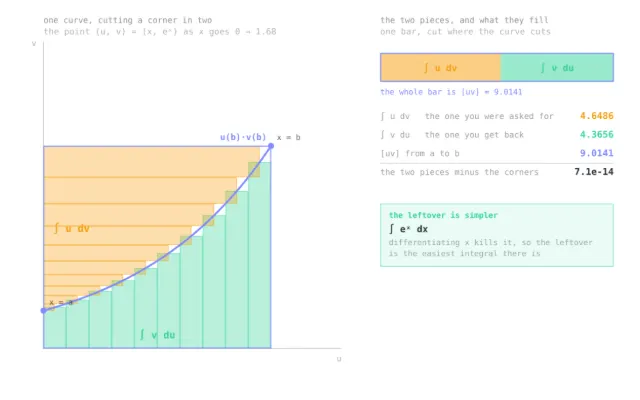 one curve, cutting a corner in two
the point (u, v) = (x, eˣ) as x goes 0 → 1.68
v
u(b)·v(b)
x = b
∫ u dv
x = a
∫ v du
u
the two pieces, and what they fill
one bar, cut where the curve cuts
∫ u dv
∫ v du
the whole bar is [uv] = 9.0141
∫ u dv the one you were asked for 4.6486
∫ v du the one you get back 4.3656
[uv] from a to b 9.0141
the two pieces minus the corners 7.1e-14
the leftover is simpler
∫ eˣ dx
differentiating x kills it, so the leftover
is the easiest integral there is